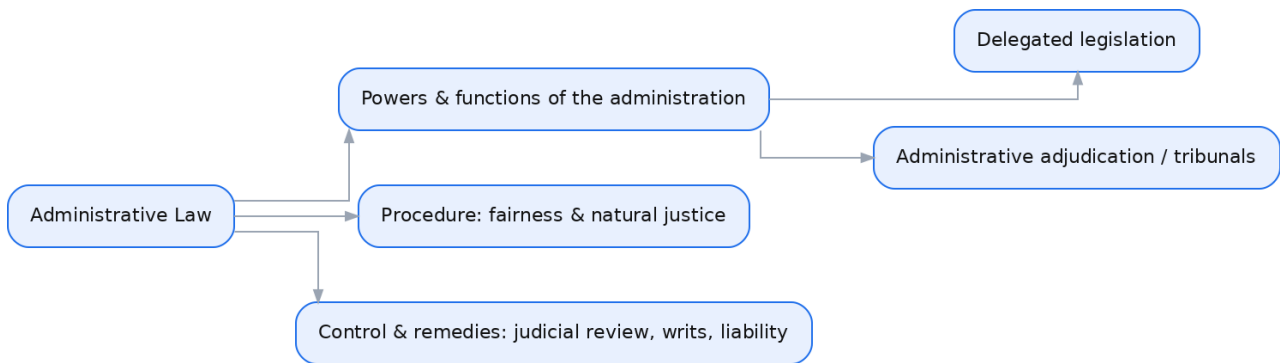 Delegated legislation
Powers & functions of the administration
Administrative adjudication / tribunals
Administrative Law
Procedure: fairness & natural justice
Control & remedies: judicial review, writs, liability